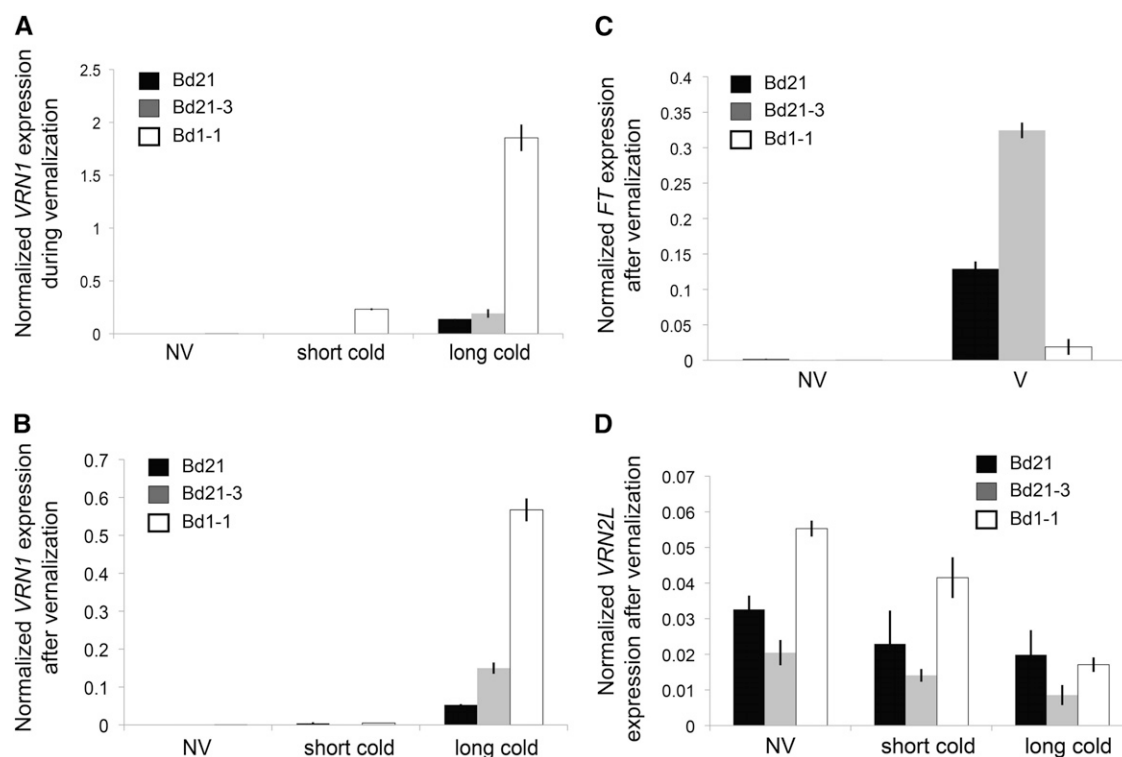 A
Normalized VRN1 expression
during vernalization
2.5
2
1.5
1
0.5
0
Bd21
Bd21-3
Bd1-1
NV
short cold
long cold
B
Normalized VRN1 expression
after vernalization
0.7
0.6
0.5
0.4
0.3
0.2
0.1
0
Bd21
Bd21-3
Bd1-1
NV
short cold
long cold
C
Normalized FT expression
after vernalization
0.4
0.35
0.3
0.25
0.2
0.15
0.1
0.05
0
Bd21
Bd21-3
Bd1-1
NV
V
D
Normalized VRN2L
expression after vernalization
0.07
0.06
0.05
0.04
0.03
0.02
0.01
0
Bd21
Bd21-3
Bd1-1
NV
short cold
long cold